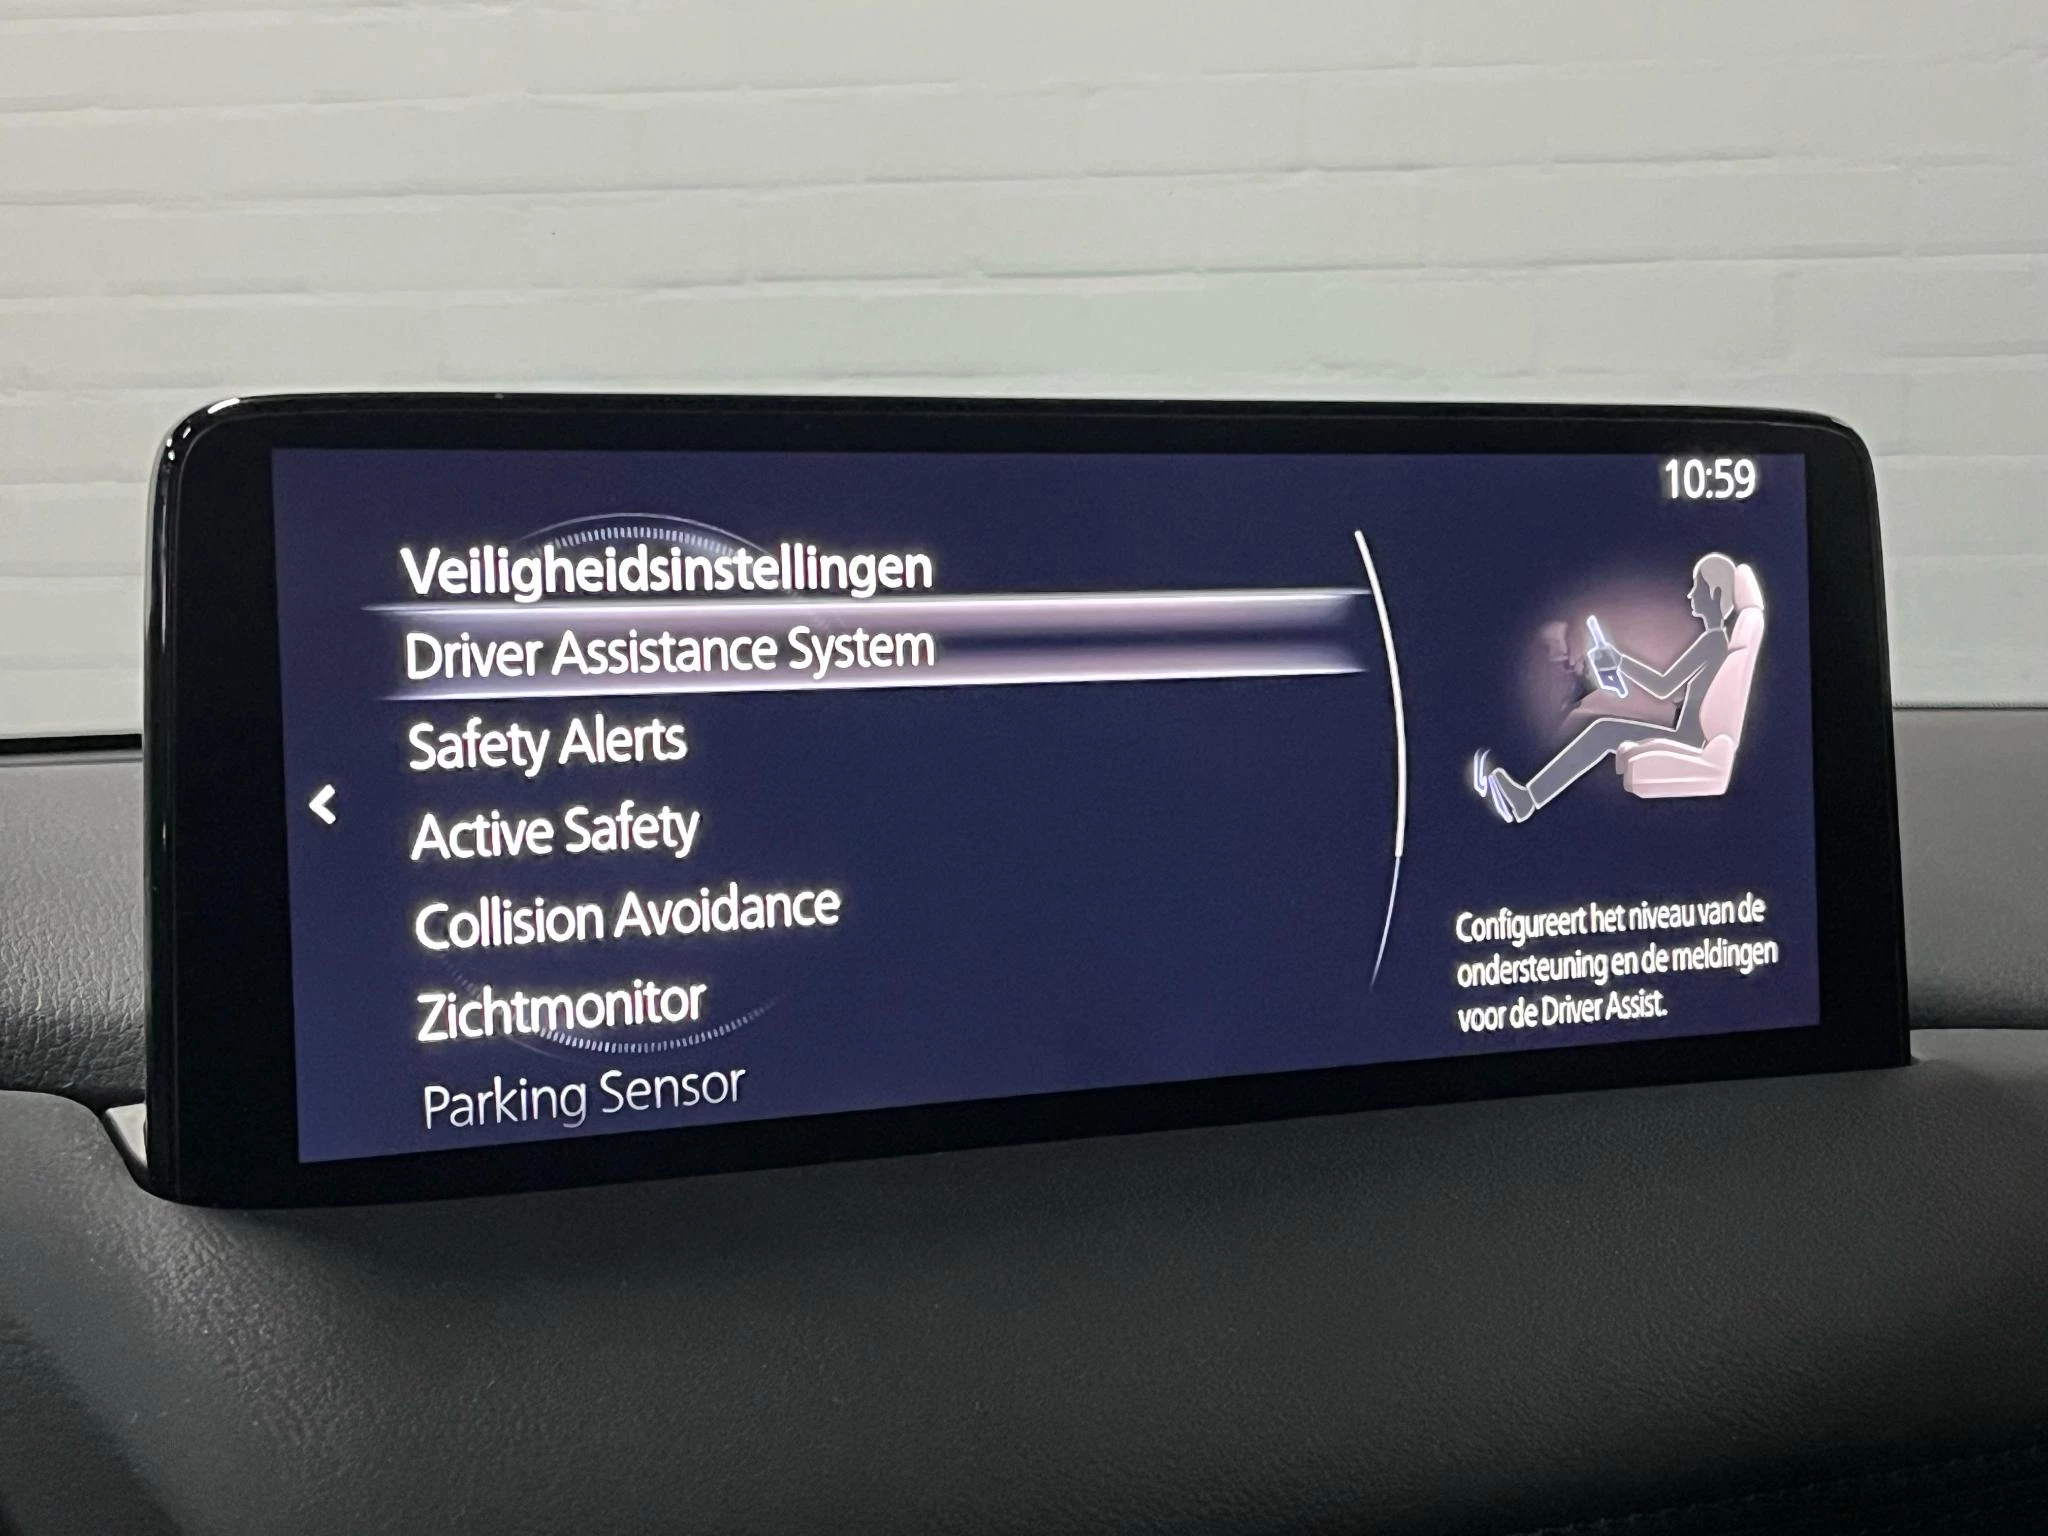 10:59
Veiligheidsinstellingen
Driver Assistance System
Safety Alerts
Active Safety
Collision Avoidance
Zichtmonitor
Parking Sensor
Configureert het niveau van de
ondersteuning en de meldingen
voor de Driver Assist.